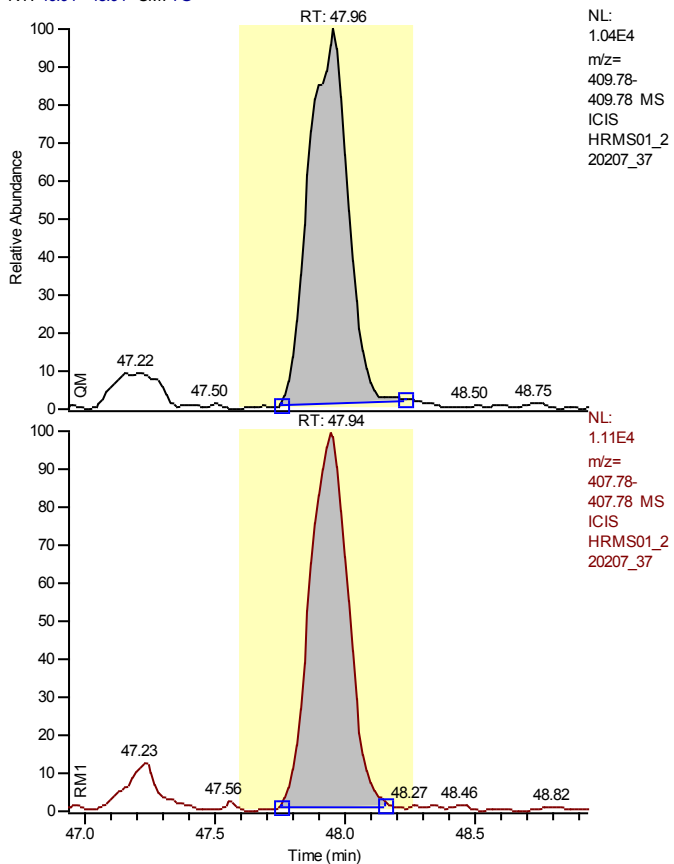 RT: 47.96
NL:
1.04E4
m/z=
409.78-
409.78 MS
ICIS
HRMS01_2
20207_37
100
90
80
70
60
50
40
30
20
10
0
Relative Abundance
QM
47.22
47.50
48.50
48.75
RT: 47.94
NL:
1.11E4
m/z=
407.78-
407.78 MS
ICIS
HRMS01_2
20207_37
100
90
80
70
60
50
40
30
20
10
0
RM1
47.23
47.56
48.27
48.46
48.82
47.0
47.5
48.0
48.5
Time (min)